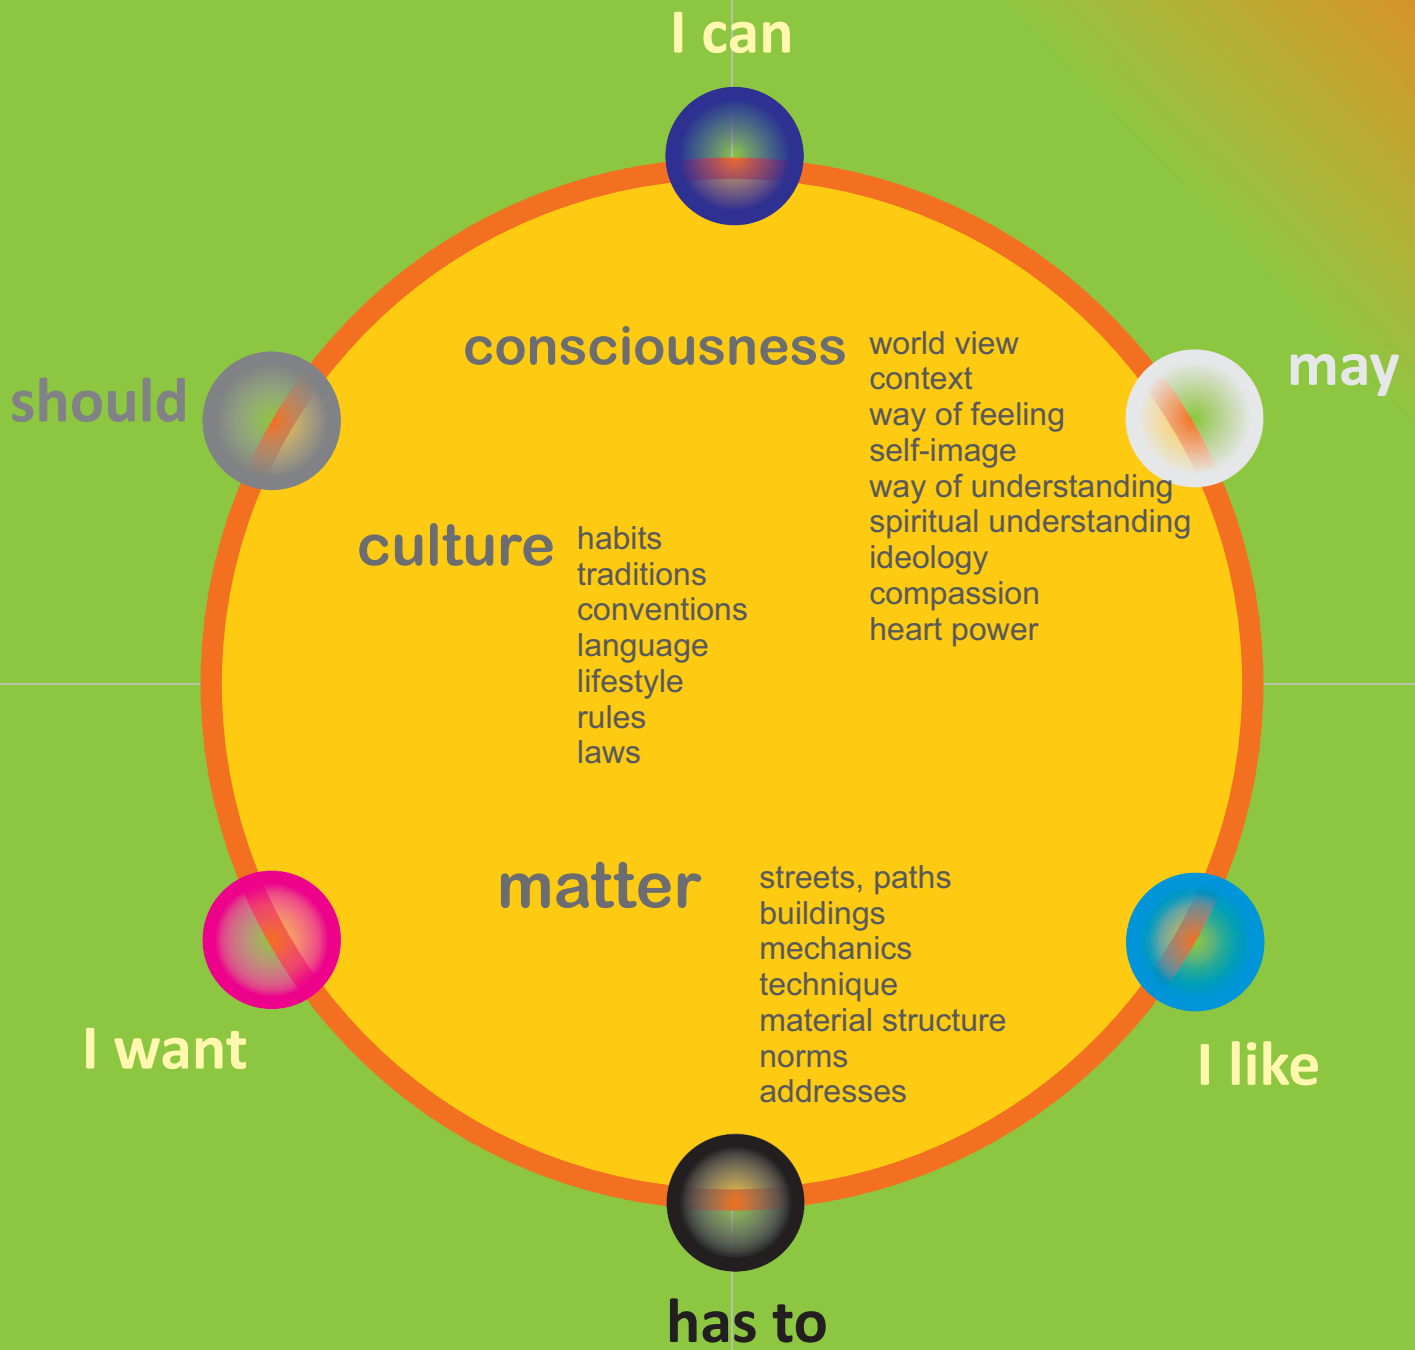 I can
consciousness
world view
context
way of feeling
self-image
way of understanding
spiritual understanding
ideology
compassion
heart power
may
should
culture
habits
traditions
conventions
language
lifestyle
rules
laws
matter
streets, paths
buildings
mechanics
technique
material structure
norms
addresses
I want
I like
has to